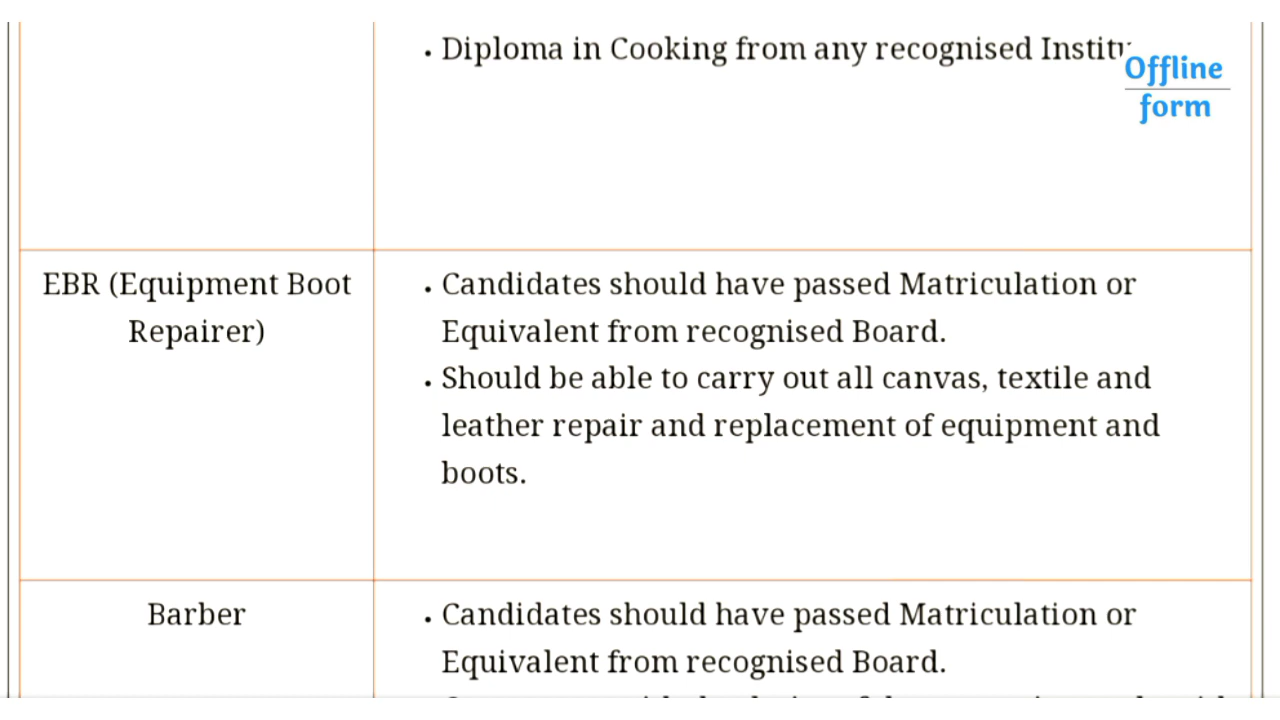 • Diploma in Cooking from any recognised
Offline
form
EBR (Equipment Boot
Repairer)
• Candidates should have passed Matriculation or
Equivalent from recognised Board.
• Should be able to carry out all canvas, textile and
leather repair and replacement of equipment and
boots.
Barber
• Candidates should have passed Matriculation or
Equivalent from recognised Board.